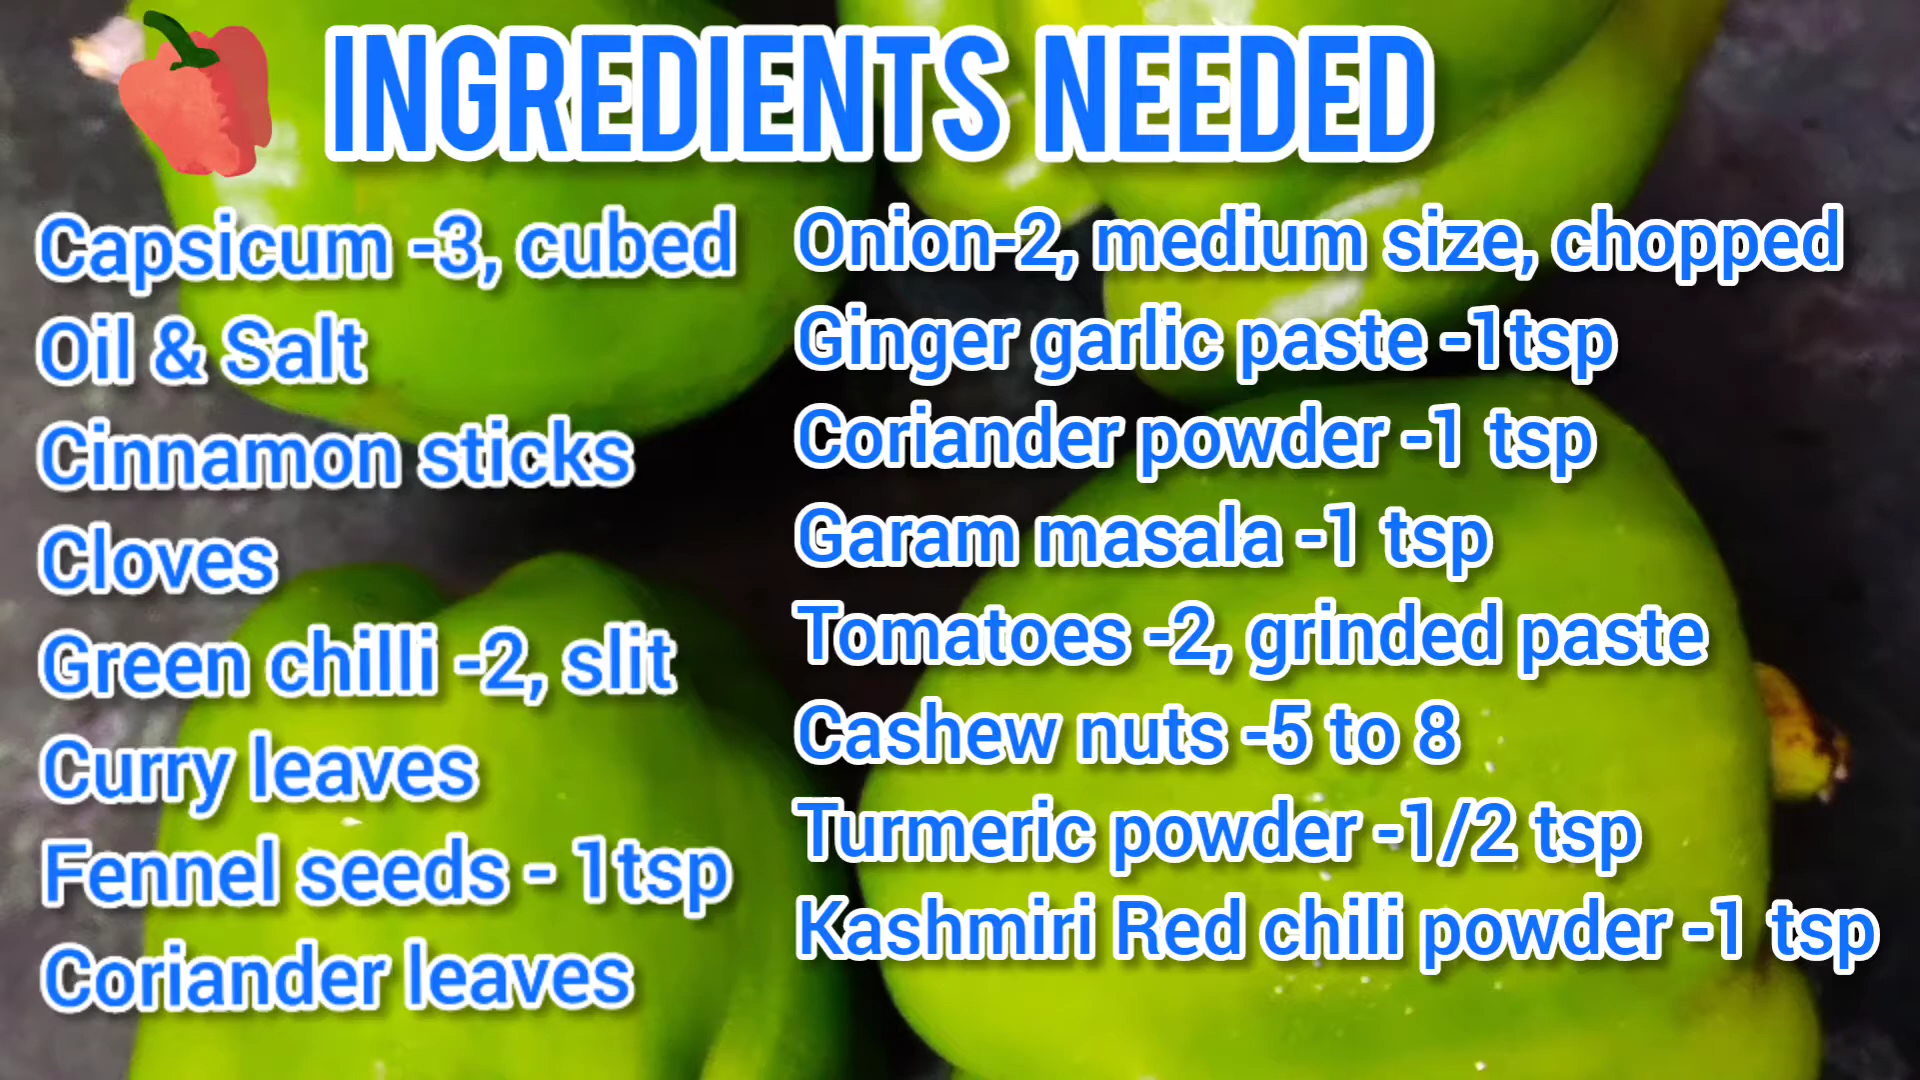 INGREDIENTS NEEDED
Capsicum -3, cubed
Oil & Salt
Cinnamon sticks
Cloves
Green chilli -2, slit
Curry leaves
Fennel seeds - 1tsp
Coriander leaves
Onion-2, medium size, chopped
Ginger garlic paste -1tsp
Coriander powder -1 tsp
Garam masala -1 tsp
Tomatoes -2, grinded paste
Cashew nuts -5 to 8
Turmeric powder -1/2 tsp
Kashmiri Red chili powder -1 tsp